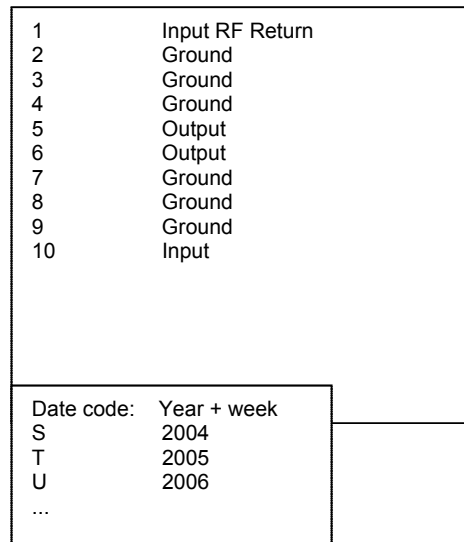 1 Input RF Return
2 Ground
3 Ground
4 Ground
5 Output
6 Output
7 Ground
8 Ground
9 Ground
10 Input
Date code: Year + week
S 2004
T 2005
U 2006
...